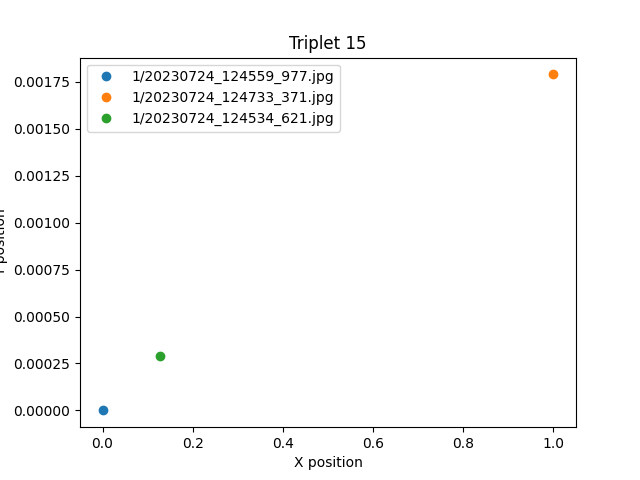 Triplet 15
1/20230724_124559_977.jpg
1/20230724_124733_371.jpg
1/20230724_124534_621.jpg
0.00175
0.00150
0.00125
0.00100
0.00075
0.00050
0.00025
0.00000
position
0.0 0.2 0.4 0.6 0.8 1.0
X position